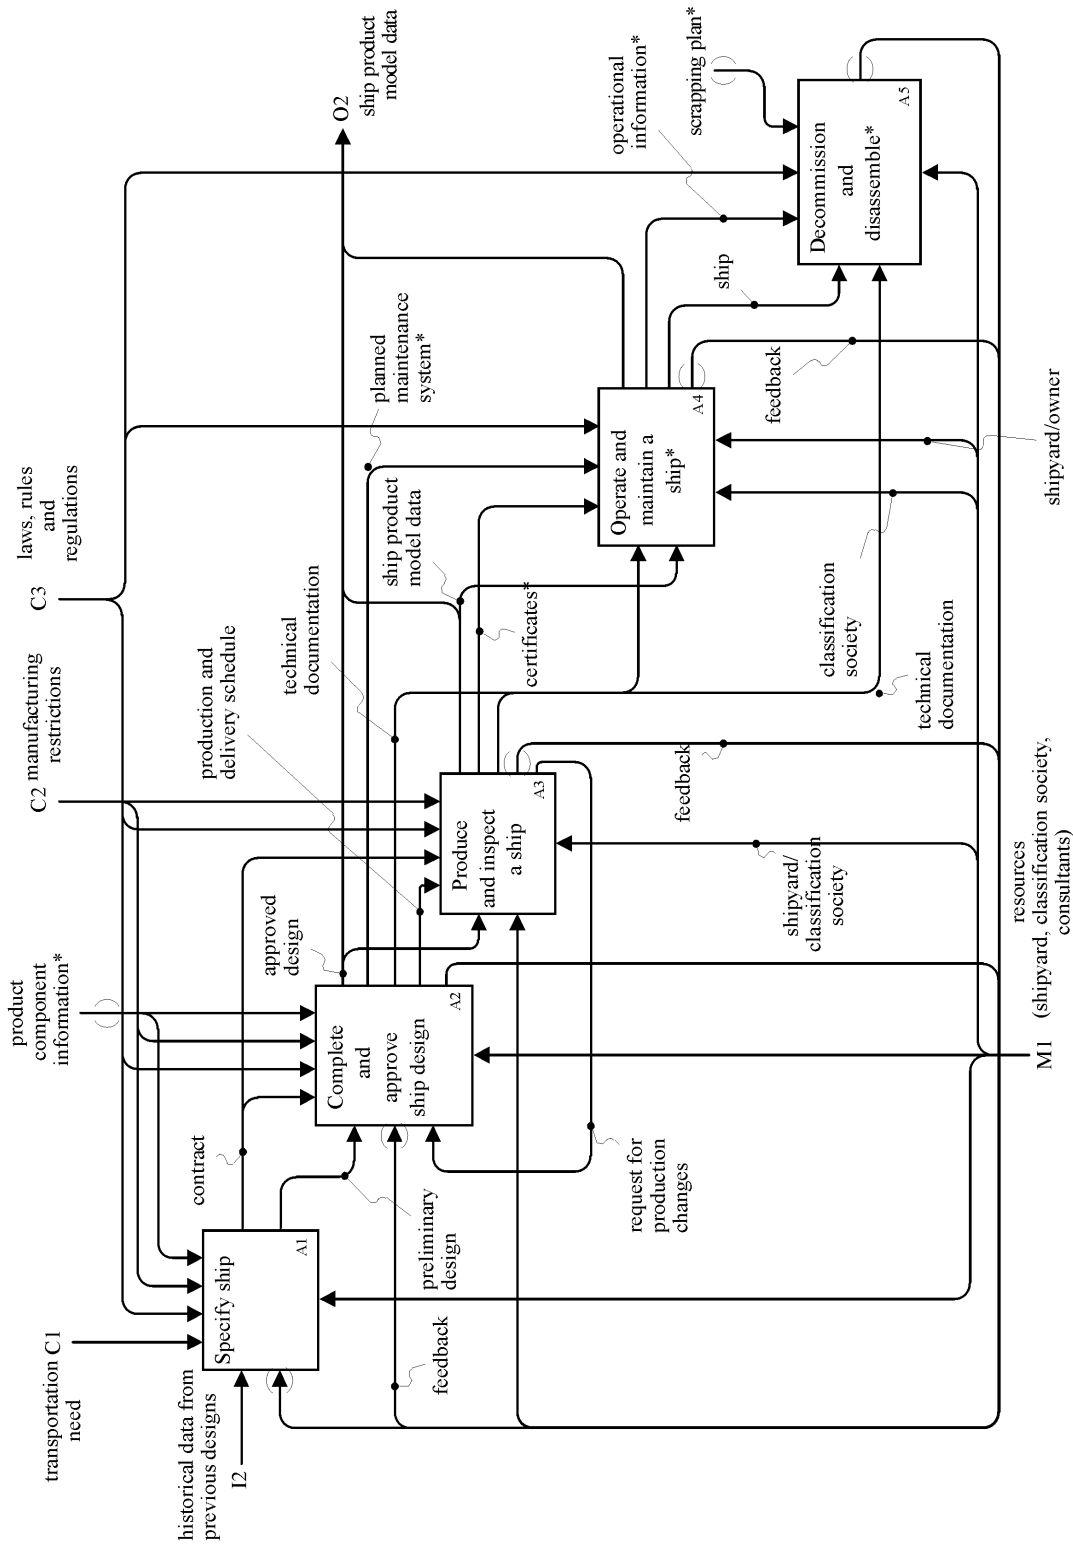 transportation C1
need
historical data from
previous designs
I2
product
component
information*
C2 manufacturing
restrictions
C3
laws, rules
and
regulations
Specify ship
A1
contract
preliminary
design
feedback
Complete
and
approve
ship design
A2
approved
design
production and
delivery schedule
technical
documentation
planned
maintenance
system*
ship product
model data
certificates*
Produce
and inspect
a ship
A3
request for
production
changes
feedback
shipyard/
classification
society
Operate and
maintain a
ship*
A4
O2
ship product
model data
operational
information*
scrapping plan*
ship
feedback
classification
society
technical
documentation
shipyard/owner
Decommission
and
disassemble*
A5
M1
resources
(shipyard, classification society,
consultants)